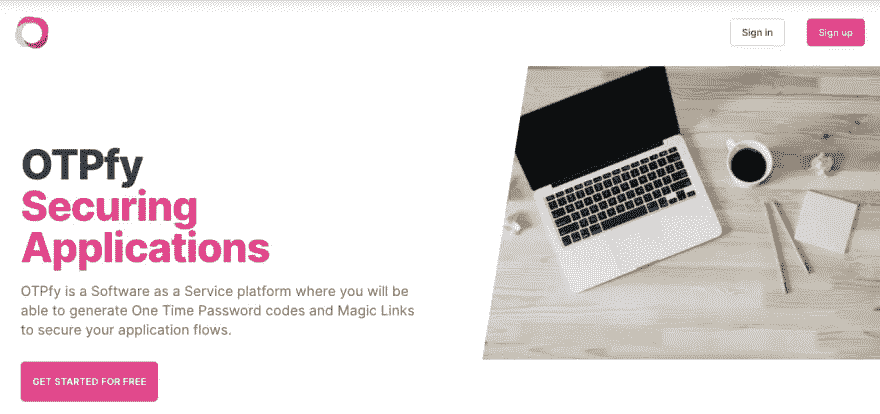 Sign in
Sign up
OTPfy
Securing
Applications
OTPfy is a Software as a Service platform where you will be
able to generate One Time Password codes and Magic Links
to secure your application flows.
GET STARTED FOR FREE